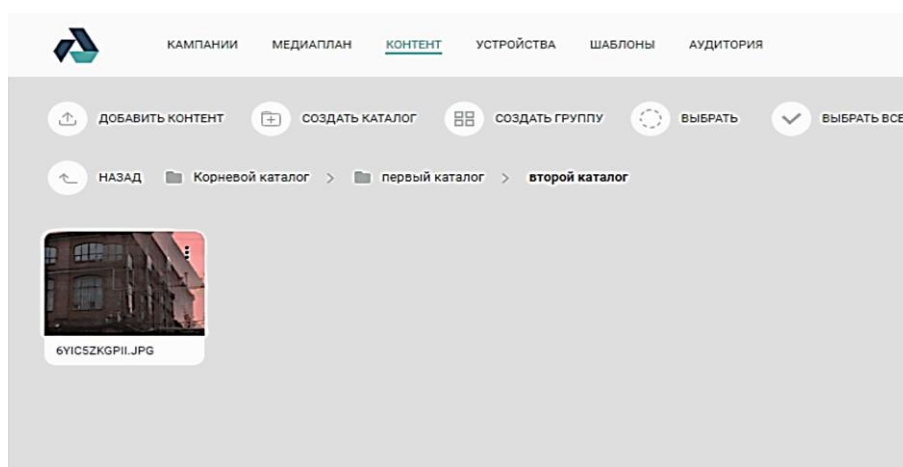 КАМПАНИИ МЕДИАПЛАН КОНТЕНТ УСТРОЙСТВА ШАБЛОНЫ АУДИТОРИЯ
ДОБАВИТЬ КОНТЕНТ СОЗДАТЬ КАТАЛОГ СОЗДАТЬ ГРУППУ ВЫБРАТЬ ВЫБРАТЬ ВСЕ
НАЗАД Корневой каталог > первый каталог > второй каталог
6YIC5ZKGPII.JPG